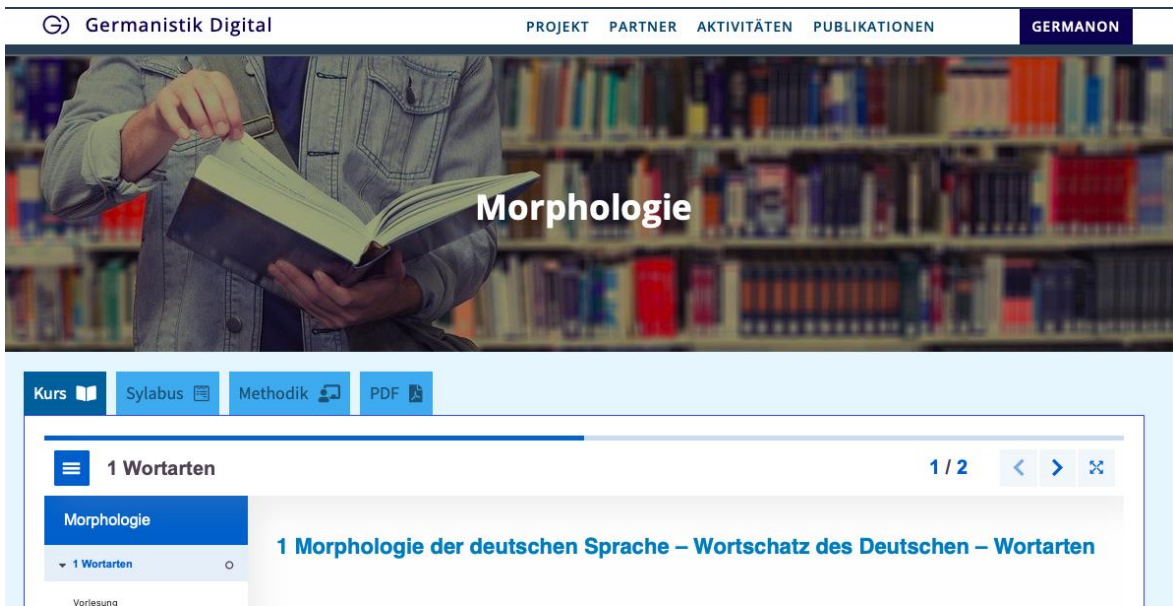 Germanistik Digital PROJEKT PARTNER AKTIVITÄTEN PUBLIKATIONEN GERMANON
Morphologie
Kurs Sylabus Methodik PDF
1 Wortarten 1 / 2
Morphologie
1 Morphologie der deutschen Sprache – Wortschatz des Deutschen – Wortarten
1 Wortarten
Vorlesung